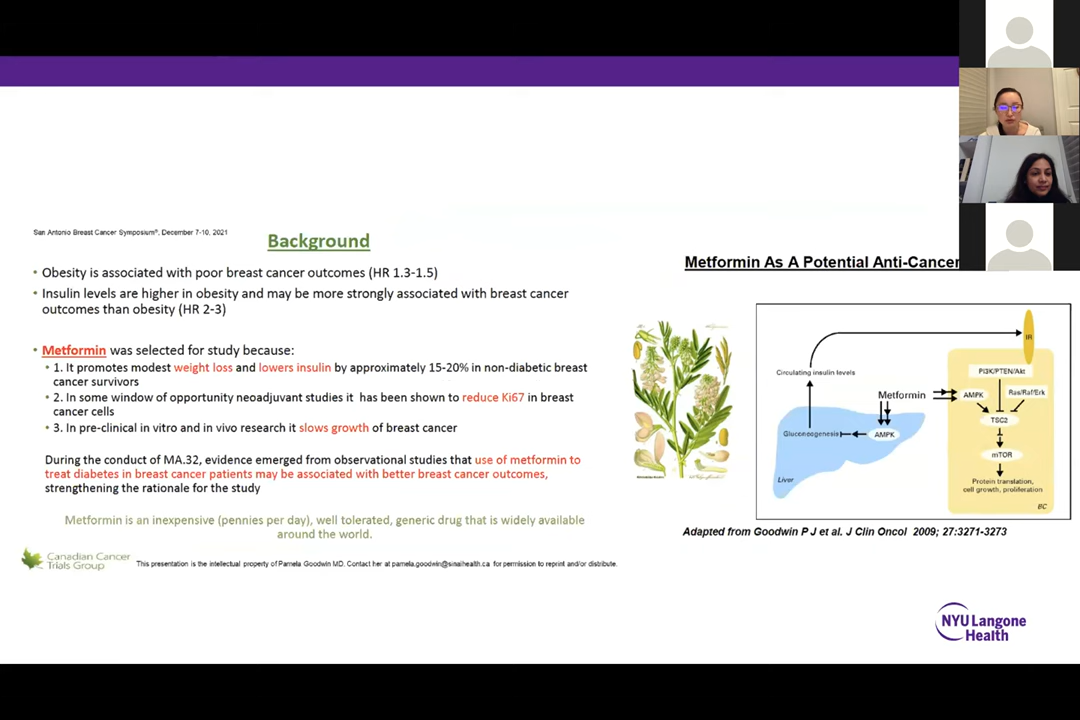 San Antonio Breast Cancer Symposium®, December 7-10, 2021
Background
• Obesity is associated with poor breast cancer outcomes (HR 1.3-1.5)
• Insulin levels are higher in obesity and may be more strongly associated with breast cancer
outcomes than obesity (HR 2-3)
• Metformin was selected for study because:
• 1. It promotes modest weight loss and lowers insulin by approximately 15-20% in non-diabetic breast
cancer survivors
• 2. In some window of opportunity neoadjuvant studies it has been shown to reduce Ki67 in breast
cancer cells
• 3. In pre-clinical in vitro and in vivo research it slows growth of breast cancer
During the conduct of MA.32, evidence emerged from observational studies that use of metformin to
treat diabetes in breast cancer patients may be associated with better breast cancer outcomes,
strengthening the rationale for the study
Metformin is an inexpensive (pennies per day), well tolerated, generic drug that is widely available
around the world.
Canadian Cancer
Trials Group
This presentation is the intellectual property of Pamela Goodwin MD. Contact her at pamela.goodwin@sinaihealth.ca for permission to reprint and/or distribute.
Metformin As A Potential Anti-Cancer
IR
Circulating insulin levels
PI3K/PTEN/Akt
Metformin
AMPK
Ras/Raf/Erk
TSC2
Gluconeogenesis
AMPK
mTOR
Protein translation,
cell growth, proliferation
Liver
BC
Adapted from Goodwin P J et al. J Clin Oncol 2009; 27:3271-3273
NYU Langone
Health